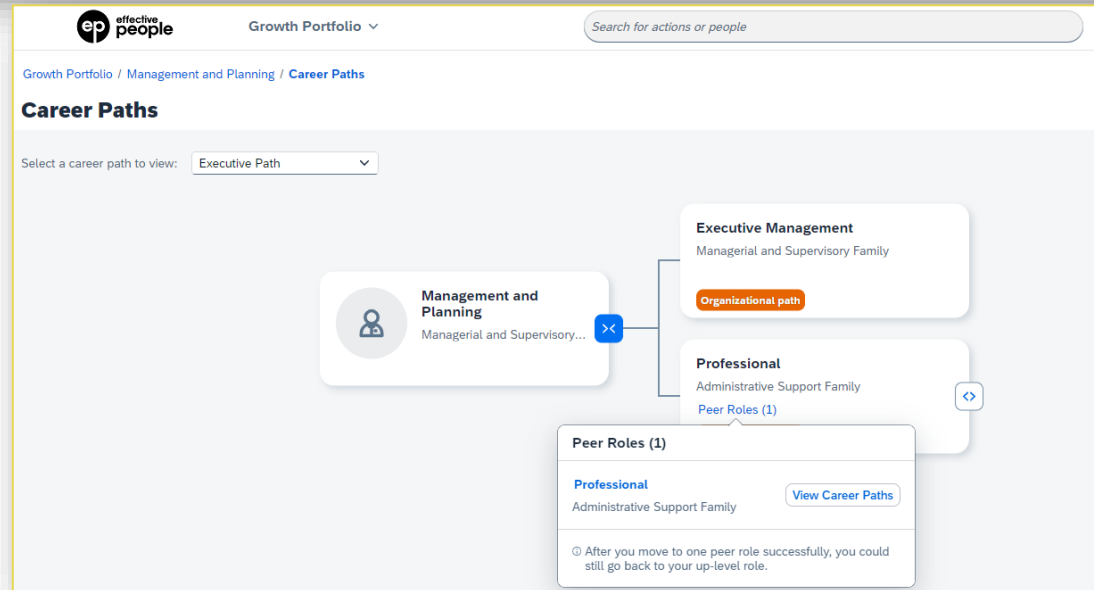 ep effective
people
Growth Portfolio
Search for actions or people
Growth Portfolio / Management and Planning / Career Paths
Career Paths
Select a career path to view:
Executive Path
Executive Management
Managerial and Supervisory Family
Organizational path
Management and
Planning
Managerial and Supervisory...
Professional
Administrative Support Family
Peer Roles (1)
Peer Roles (1)
Professional
Administrative Support Family
View Career Paths
After you move to one peer role successfully, you could
still go back to your up-level role.